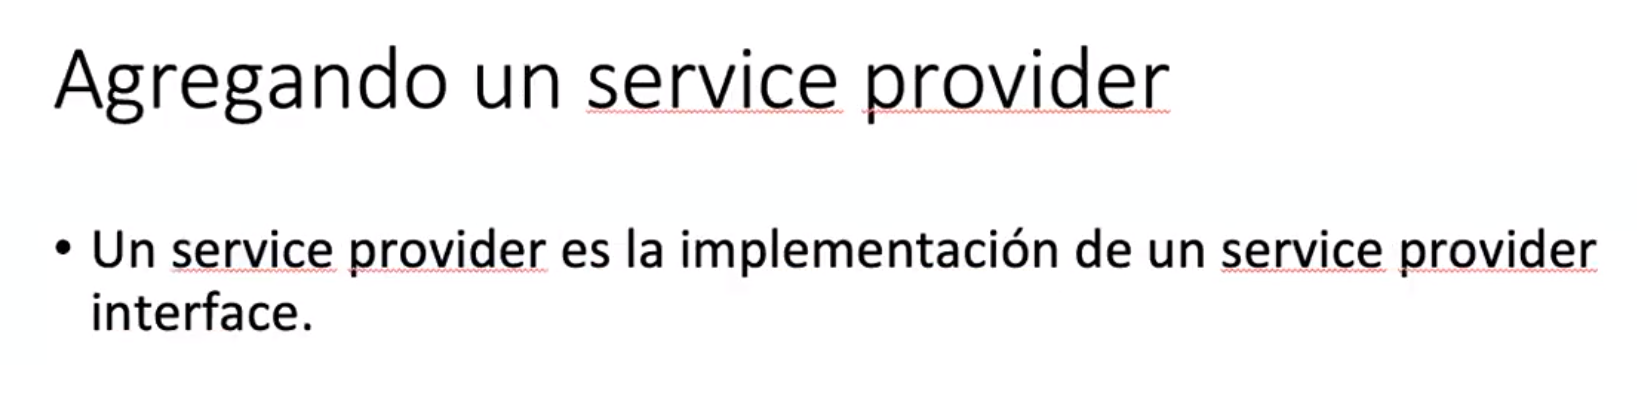 Agregando un service provider
• Un service provider es la implementación de un service provider
interface.